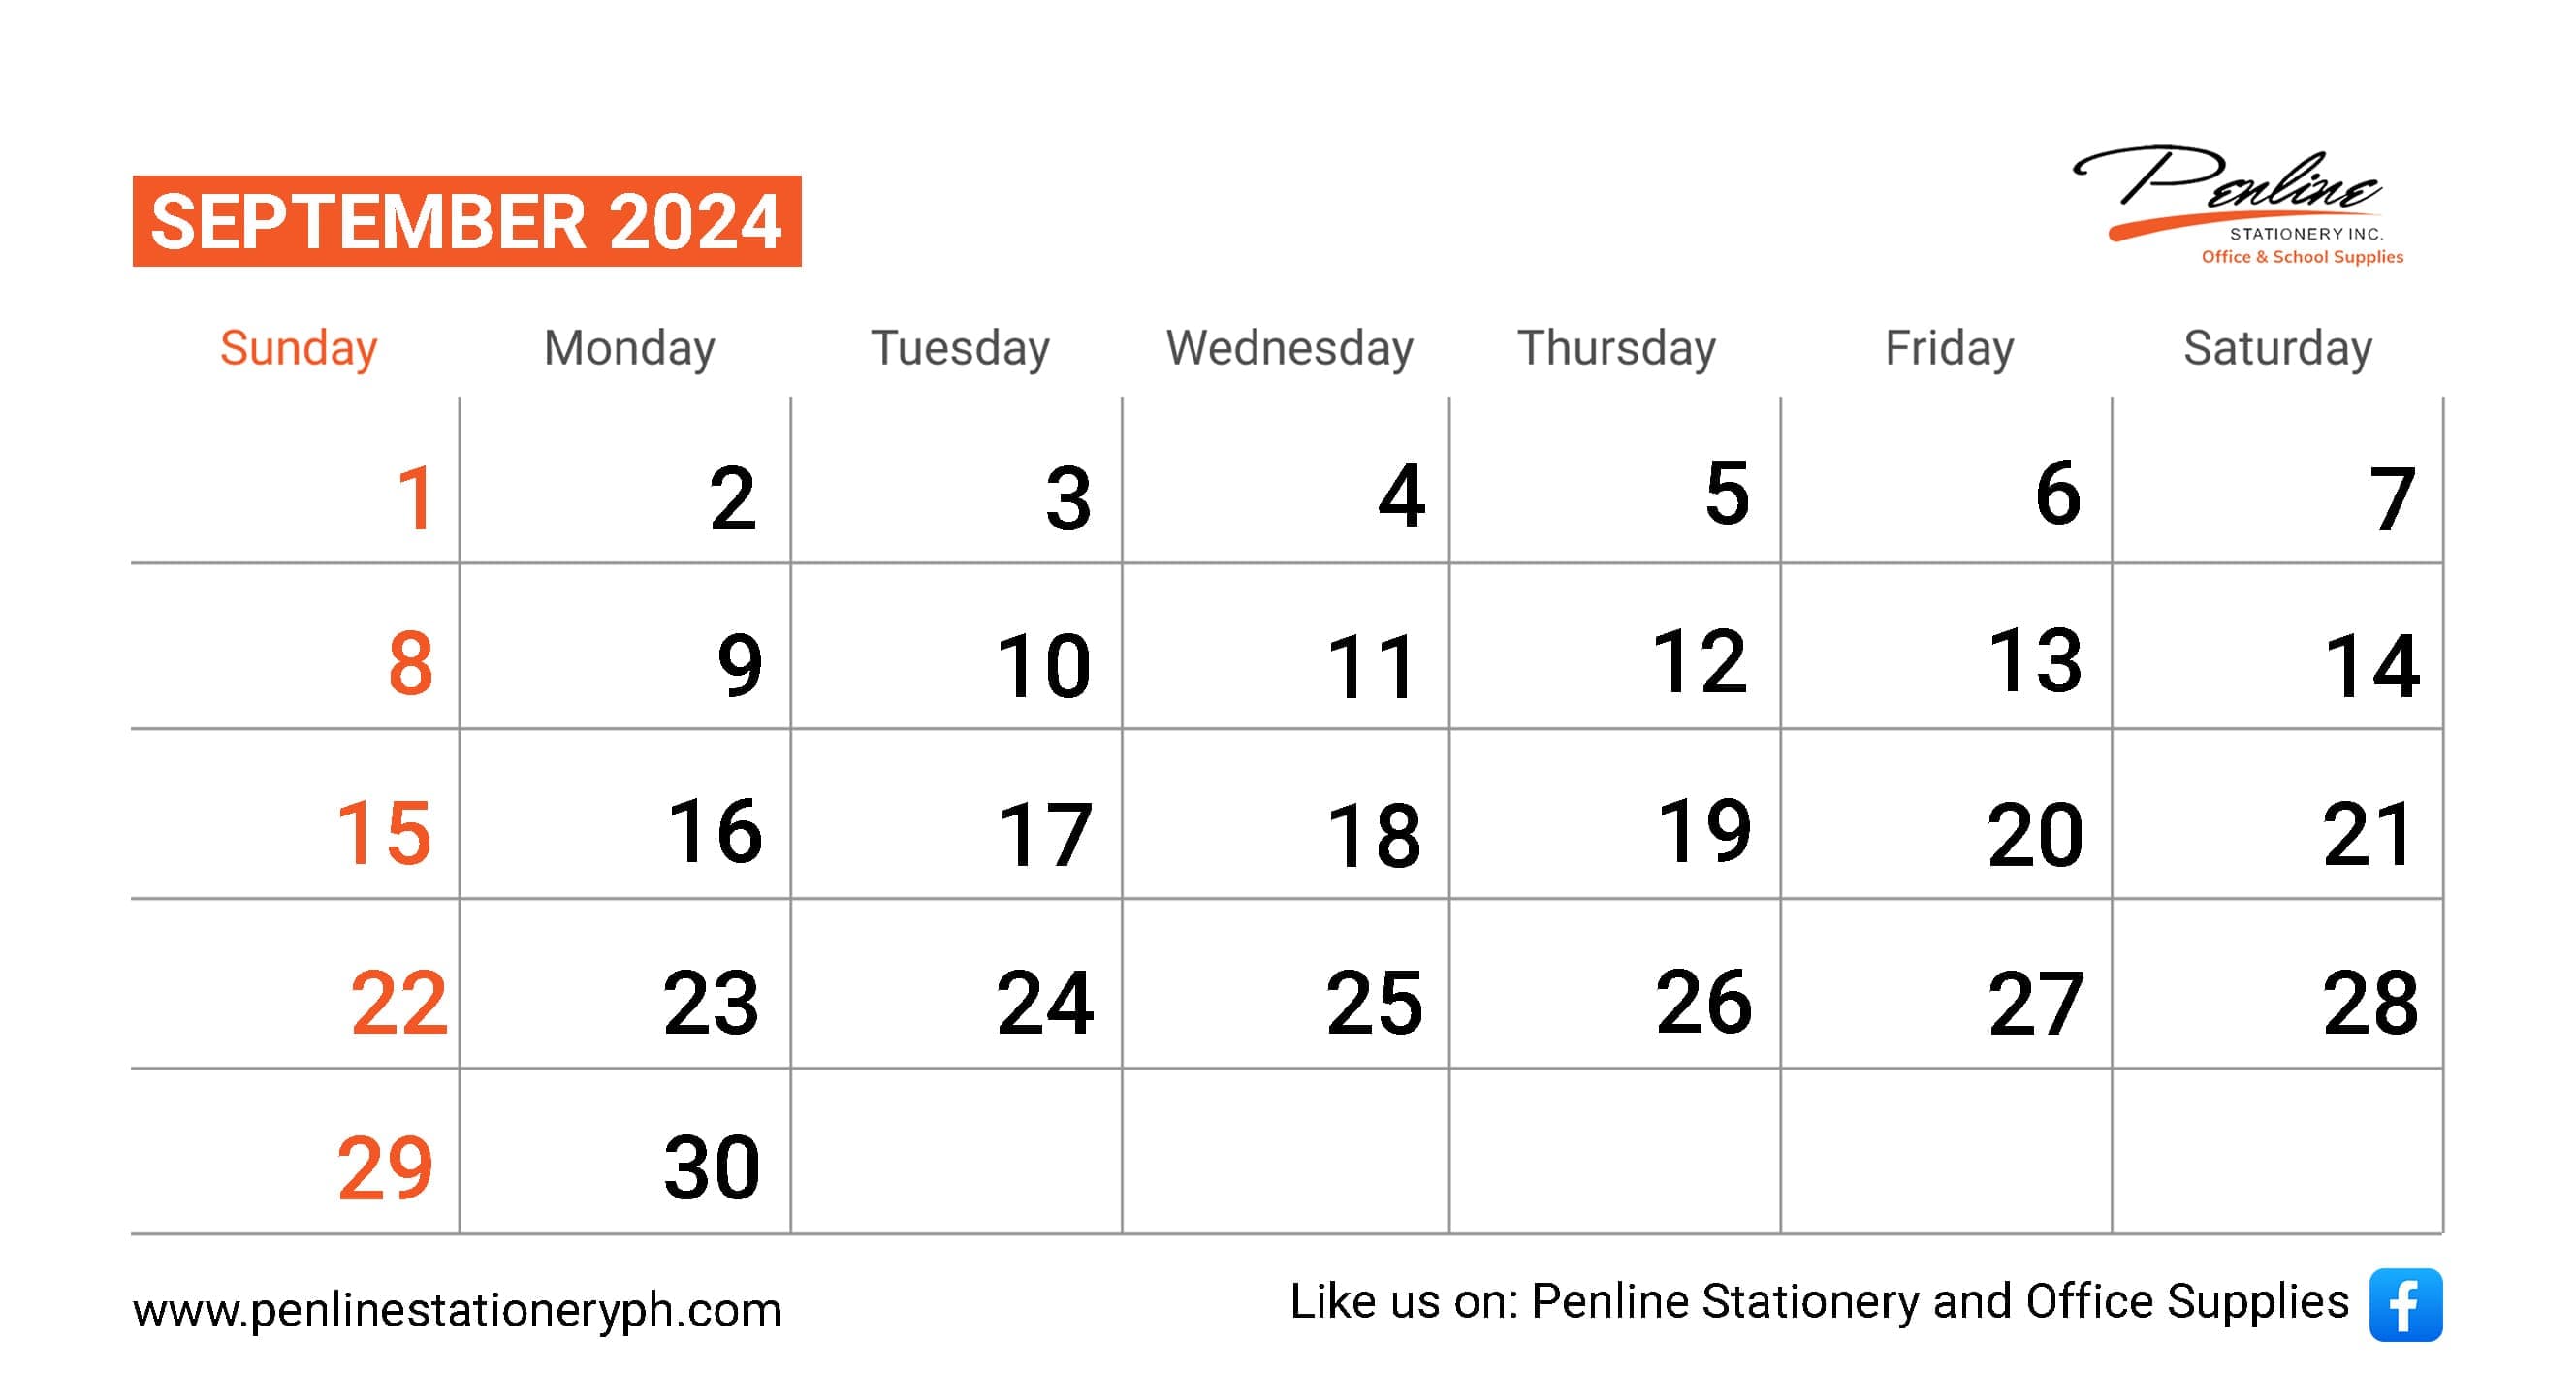 Penline
STATIONERY INC.
Office & School Supplies
SEPTEMBER 2024
Sunday Monday Tuesday Wednesday Thursday Friday Saturday
1 2 3 4 5 6 7
8 9 10 11 12 13 14
15 16 17 18 19 20 21
22 23 24 25 26 27 28
29 30
www.penlinestationeryph.com
Like us on: Penline Stationery and Office Supplies f